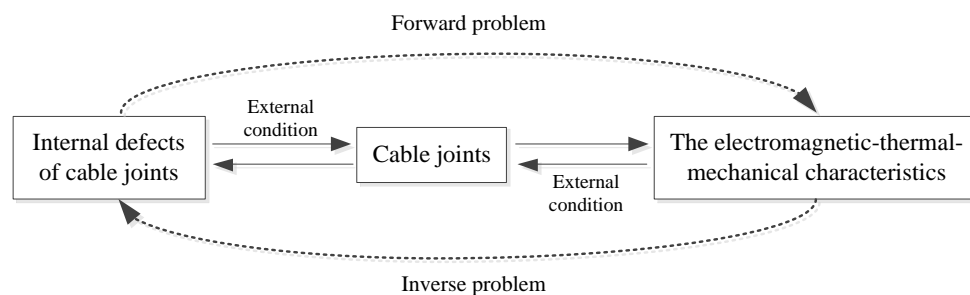 Forward problem
External
condition
Internal defects
of cable joints
Cable joints
The electromagnetic-thermal-
mechanical characteristics
External
condition
Inverse problem